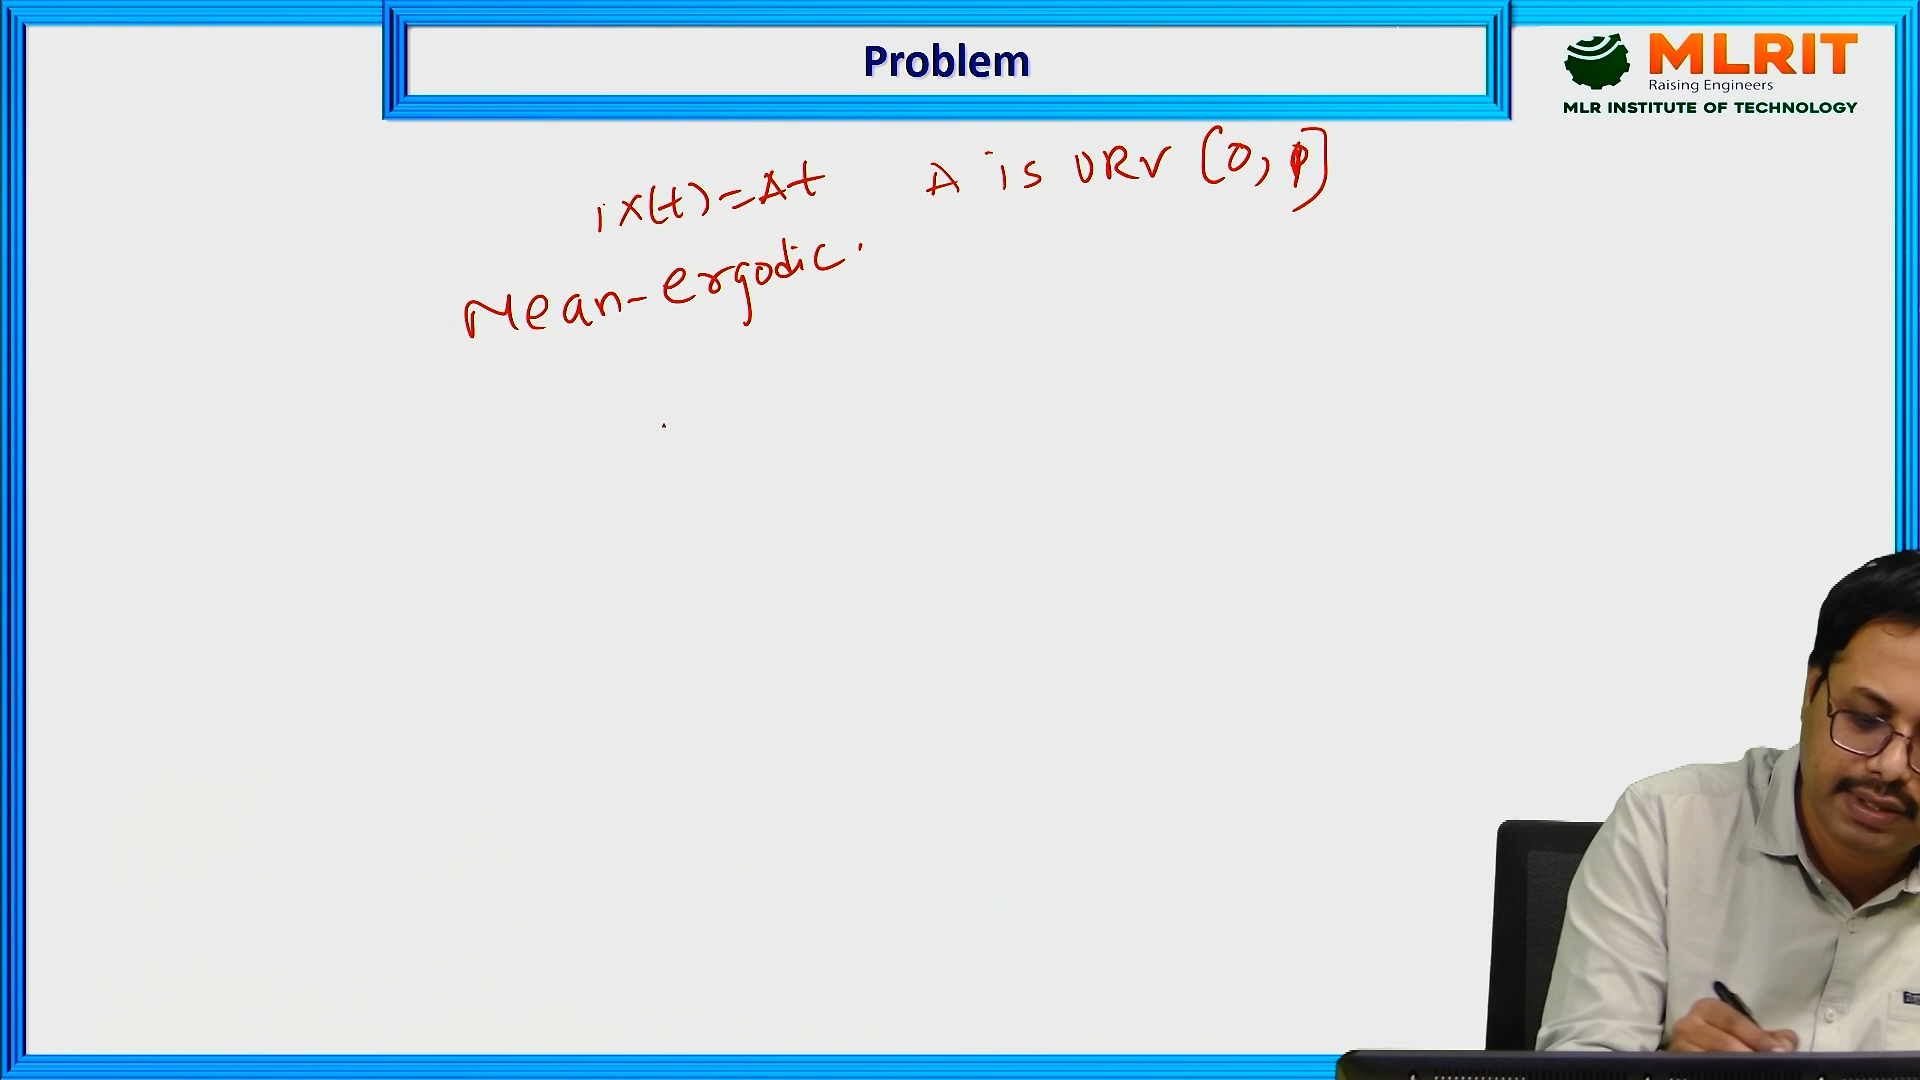 Problem
MLRIT
Raising Engineers
MLR INSTITUTE OF TECHNOLOGY
X(t)=At A is URV [0, 1]
Mean-ergodic.